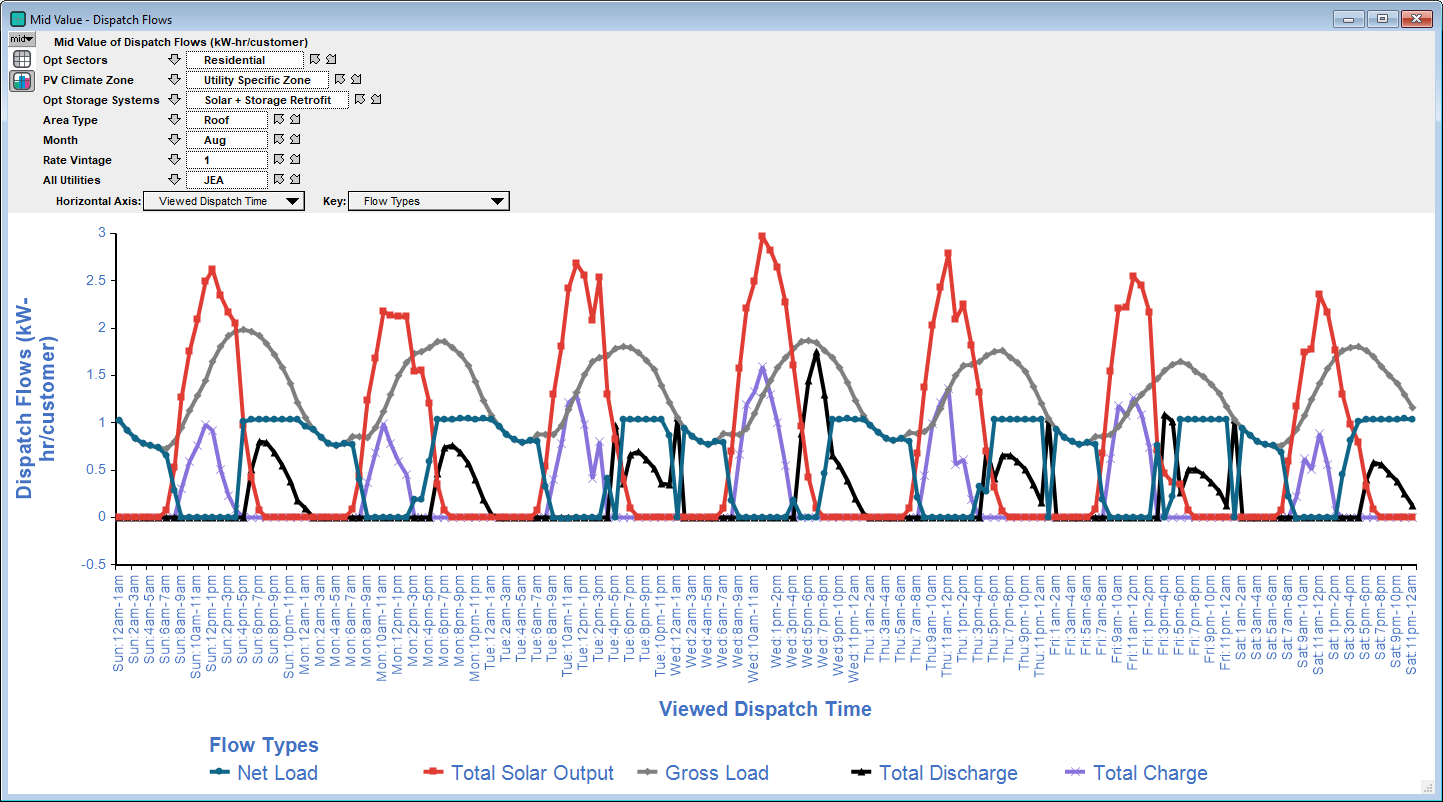 Mid Value - Dispatch Flows
mid
Mid Value of Dispatch Flows (kW-hr/customer)
Opt Sectors Residential
PV Climate Zone Utility Specific Zone
Opt Storage Systems Solar + Storage Retrofit
Area Type Roof
Month Aug
Rate Vintage 1
All Utilities JEA
Horizontal Axis: Viewed Dispatch Time Key: Flow Types
Dispatch Flows (kW-
hr/customer)
3
2.5
2
1.5
1
0.5
0
-0.5
Sun:12am-1am
Sun:2am-3am
Sun:4am-5am
Sun:6am-7am
Sun:8am-9am
Sun:10am-11am
Sun:12pm-1pm
Sun:2pm-3pm
Sun:4pm-5pm
Sun:6pm-7pm
Sun:8pm-9pm
Sun:10pm-11pm
Mon:12am-1am
Mon:2am-3am
Mon:4am-5am
Mon:6am-7am
Mon:8am-9am
Mon:10am-11am
Mon:12pm-1pm
Mon:2pm-3pm
Mon:4pm-5pm
Mon:6pm-7pm
Mon:8pm-9pm
Mon:10pm-11pm
Tue:12am-1am
Tue:2am-3am
Tue:4am-5am
Tue:6am-7am
Tue:8am-9am
Tue:10am-11am
Tue:12pm-1pm
Tue:2pm-3pm
Tue:4pm-5pm
Tue:6pm-7pm
Tue:8pm-9pm
Tue:10pm-11pm
Wed:12am-1am
Wed:2am-3am
Wed:4am-5am
Wed:6am-7am
Wed:8am-9am
Wed:10am-11am
Wed:1pm-2pm
Wed:3pm-4pm
Wed:5pm-6pm
Wed:7pm-8pm
Wed:9pm-10pm
Wed:11pm-12am
Thu:1am-2am
Thu:3am-4am
Thu:5am-6am
Thu:7am-8am
Thu:9am-10am
Thu:11am-12pm
Thu:1pm-2pm
Thu:3pm-4pm
Thu:5pm-6pm
Thu:7pm-8pm
Thu:9pm-10pm
Thu:11pm-12am
Fri:1am-2am
Fri:3am-4am
Fri:5am-6am
Fri:7am-8am
Fri:9am-10am
Fri:11am-12pm
Fri:1pm-2pm
Fri:3pm-4pm
Fri:5pm-6pm
Fri:7pm-8pm
Fri:9pm-10pm
Fri:11pm-12am
Sat:1am-2am
Sat:3am-4am
Sat:5am-6am
Sat:7am-8am
Sat:9am-10am
Sat:11am-12pm
Sat:1pm-2pm
Sat:3pm-4pm
Sat:5pm-6pm
Sat:7pm-8pm
Sat:9pm-10pm
Sat:11pm-12am
Viewed Dispatch Time
Flow Types
Net Load Total Solar Output Gross Load Total Discharge Total Charge